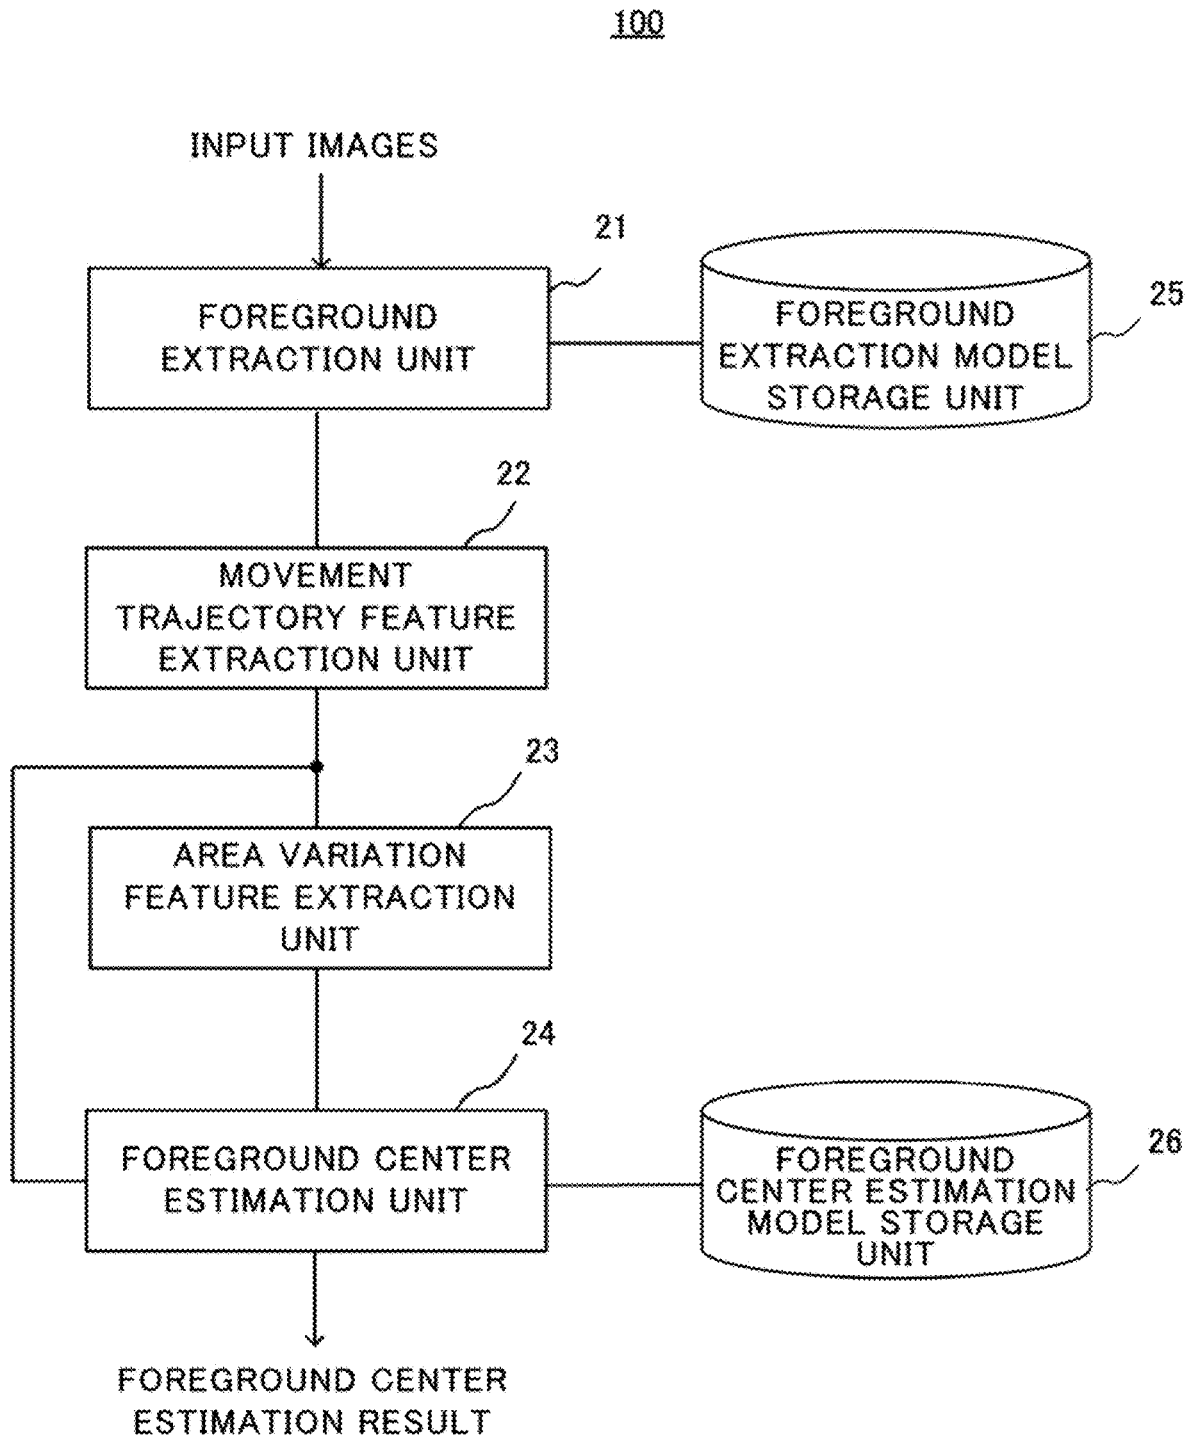 100
INPUT IMAGES
21
FOREGROUND
EXTRACTION UNIT
FOREGROUND
EXTRACTION MODEL
STORAGE UNIT
25
22
MOVEMENT
TRAJECTORY FEATURE
EXTRACTION UNIT
23
AREA VARIATION
FEATURE EXTRACTION
UNIT
24
FOREGROUND CENTER
ESTIMATION UNIT
FOREGROUND
CENTER ESTIMATION
MODEL STORAGE
UNIT
26
FOREGROUND CENTER
ESTIMATION RESULT